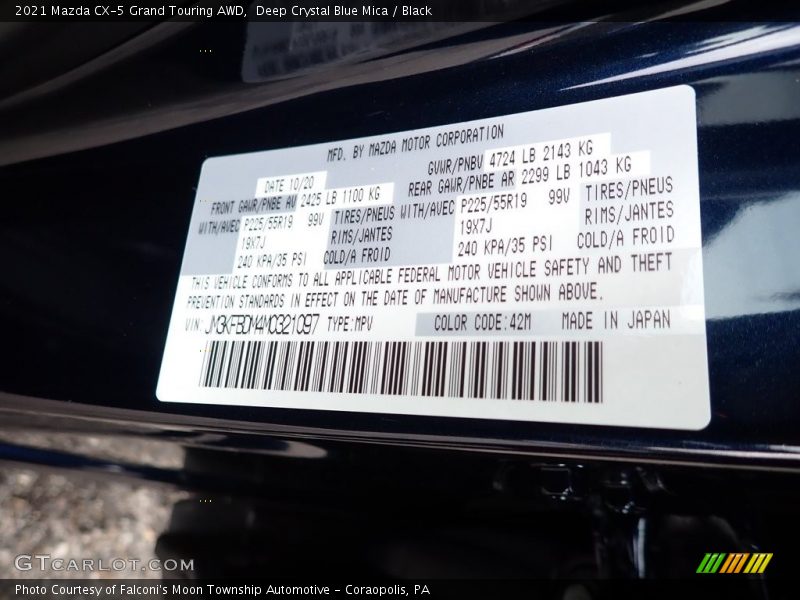 2021 Mazda CX-5 Grand Touring AWD, Deep Crystal Blue Mica / Black
MFD. BY MAZDA MOTOR CORPORATION
DATE 10/20 GVWR/PNBV 4724 LB 2143 KG
FRONT GAWR/PNBE AV 2425 LB 1100 KG REAR GAWR/PNBE AR 2299 LB 1043 KG
WITH/AVEC P225/55R19 99V TIRES/PNEUS WITH/AVEC P225/55R19 99V TIRES/PNEUS
19X7J RIMS/JANTES 19X7J RIMS/JANTES
240 KPA/35 PSI COLD/A FROID 240 KPA/35 PSI COLD/A FROID
THIS VEHICLE CONFORMS TO ALL APPLICABLE FEDERAL MOTOR VEHICLE SAFETY AND THEFT
PREVENTION STANDARDS IN EFFECT ON THE DATE OF MANUFACTURE SHOWN ABOVE.
VIN: JM3KFBDM4M0321097 TYPE:MPV COLOR CODE:42M MADE IN JAPAN
GTCARLOT.COM
Photo Courtesy of Falconi's Moon Township Automotive - Coraopolis, PA